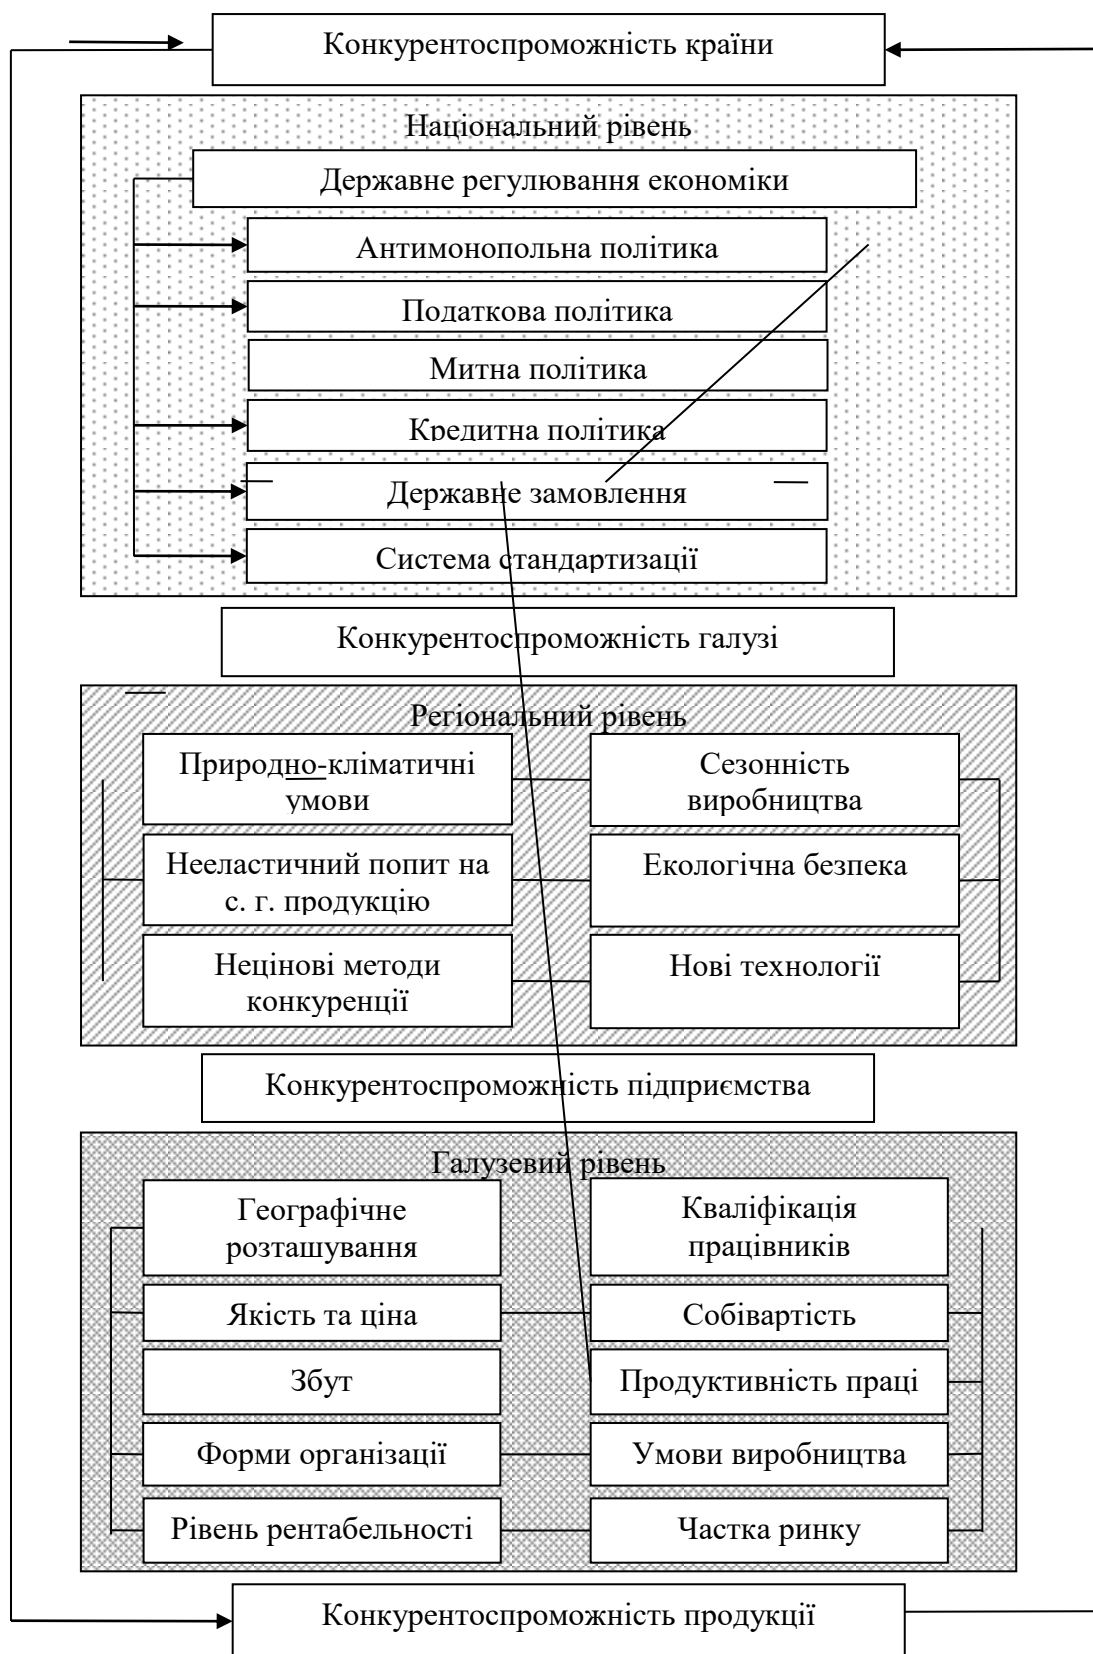 Конкурентоспроможність країни
Національний рівень
Державне регулювання економіки
Антимонопольна політика
Податкова політика
Митна політика
Кредитна політика
Державне замовлення
Система стандартизації
Конкурентоспроможність галузі
Регіональний рівень
Природно-кліматичні
умови
Сезонність
виробництва
Нееластичний попит на
с. г. продукцію
Екологічна безпека
Нецінові методи
конкуренції
Нові технології
Конкурентоспроможність підприємства
Галузевий рівень
Географічне
розташування
Кваліфікація
працівників
Якість та ціна
Собівартість
Збут
Продуктивність праці
Форми організації
Умови виробництва
Рівень рентабельності
Частка ринку
Конкурентоспроможність продукції